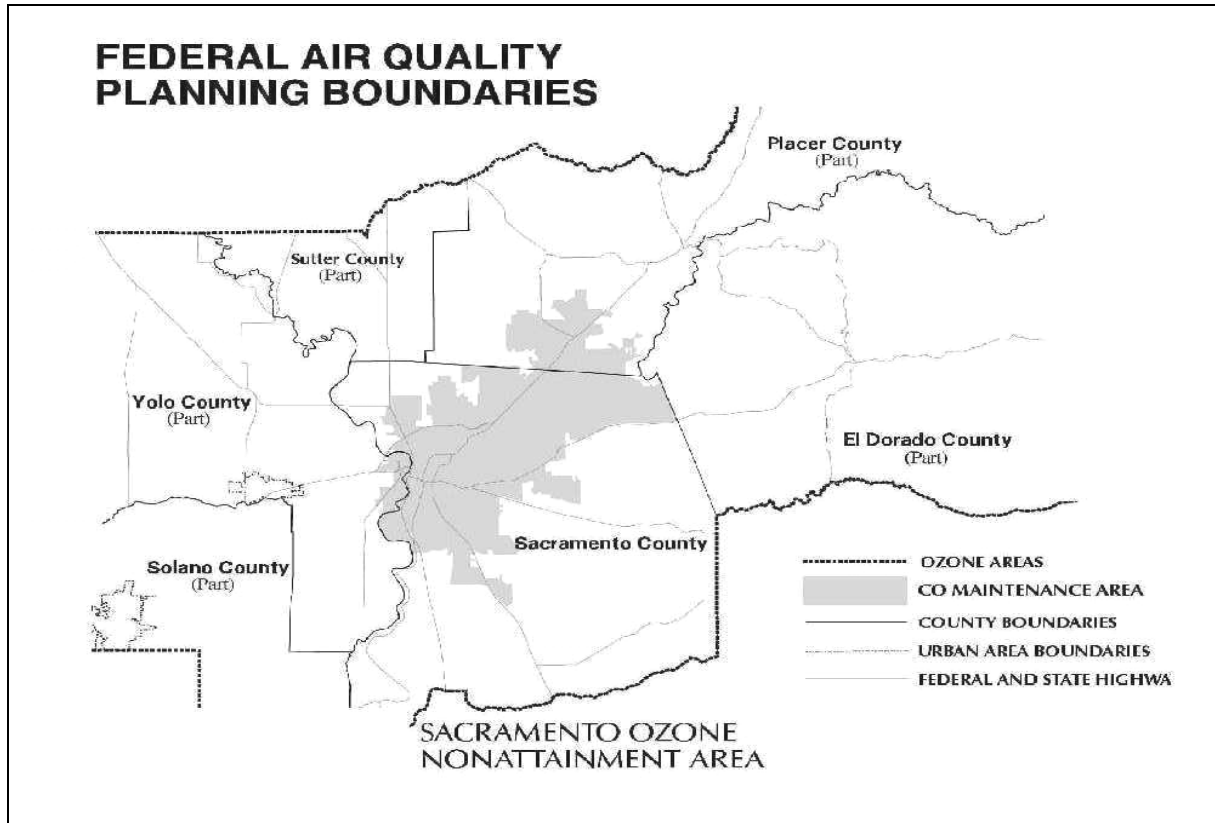 FEDERAL AIR QUALITY
PLANNING BOUNDARIES
Placer County
(Part)
Sutter County
(Part)
Yolo County
(Part)
El Dorado County
(Part)
Sacramento County
Solano County
(Part)
OZONE AREAS
CO MAINTENANCE AREA
COUNTY BOUNDARIES
URBAN AREA BOUNDARIES
FEDERAL AND STATE HIGHWA
SACRAMENTO OZONE
NONATTAINMENT AREA